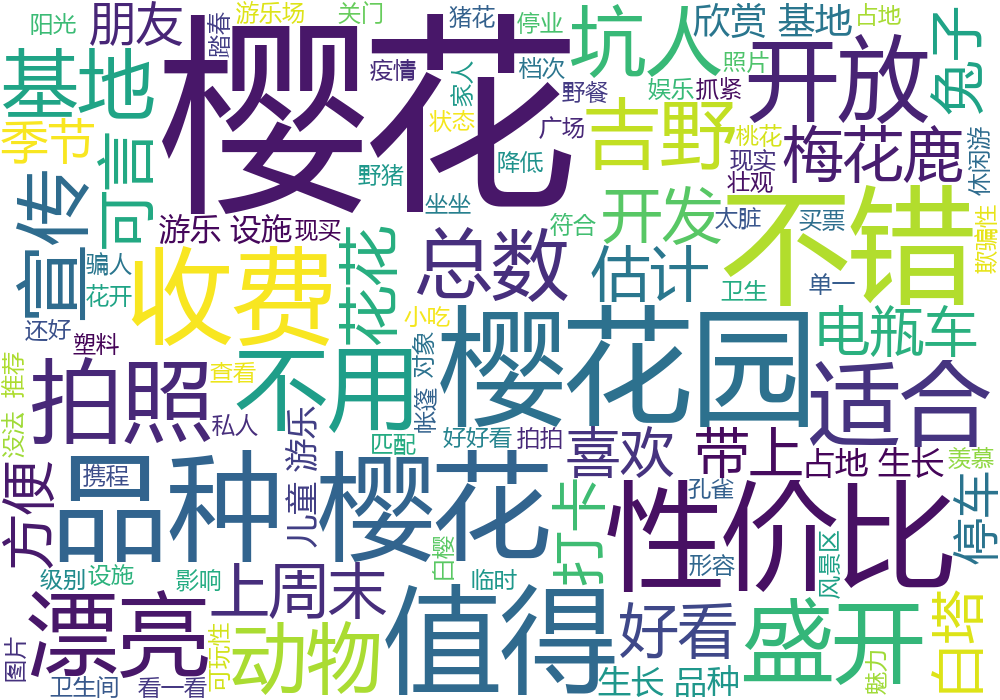 阳光
朋友
踏春
游乐场
关门
猪花
停业
坑人
欣赏 基地
占地
兔子
樱花
疫情
家人
档次
野餐
娱乐
抓紧
照片
开放
基地
季节
可言
状态
广场
吉野
桃花
现实
壮观
梅花鹿
休闲游
野猪
降低
宣传
坐坐
符合
开发
太脏
买票
不错
欺骗性
游乐 设施
现买
骗人
花开
收费
花花
总数
估计
卫生
单一
还好
塑料
小吃
对象
樱花园
电瓶车
没法 推荐
拍照
查看
不用
适合
私人
帐篷
匹配
好好看
拍拍
喜欢
带上
占地 生长
羡慕
方便
携程
品种 樱花
儿童 游乐
打卡
孔雀
性价比
停车
白樱
形容
风景区
级别
设施
影响
临时
上周末
漂亮
图片
卫生间
看一看
可玩性
动物
值得
好看
生长 品种
盛开
魅力
白塔